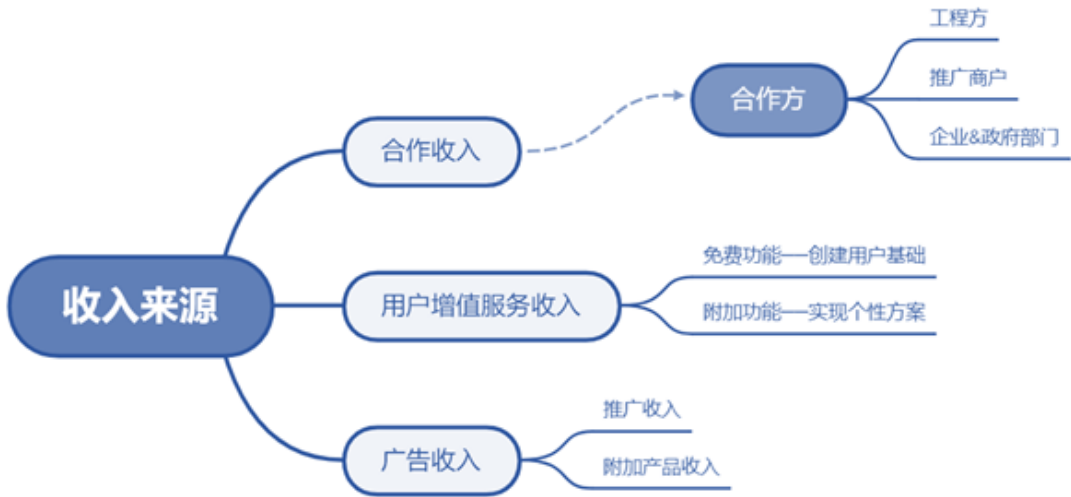 收入来源
合作收入
合作方
工程方
推广商户
企业&政府部门
用户增值服务收入
免费功能——创建用户基础
附加功能——实现个性方案
广告收入
推广收入
附加产品收入